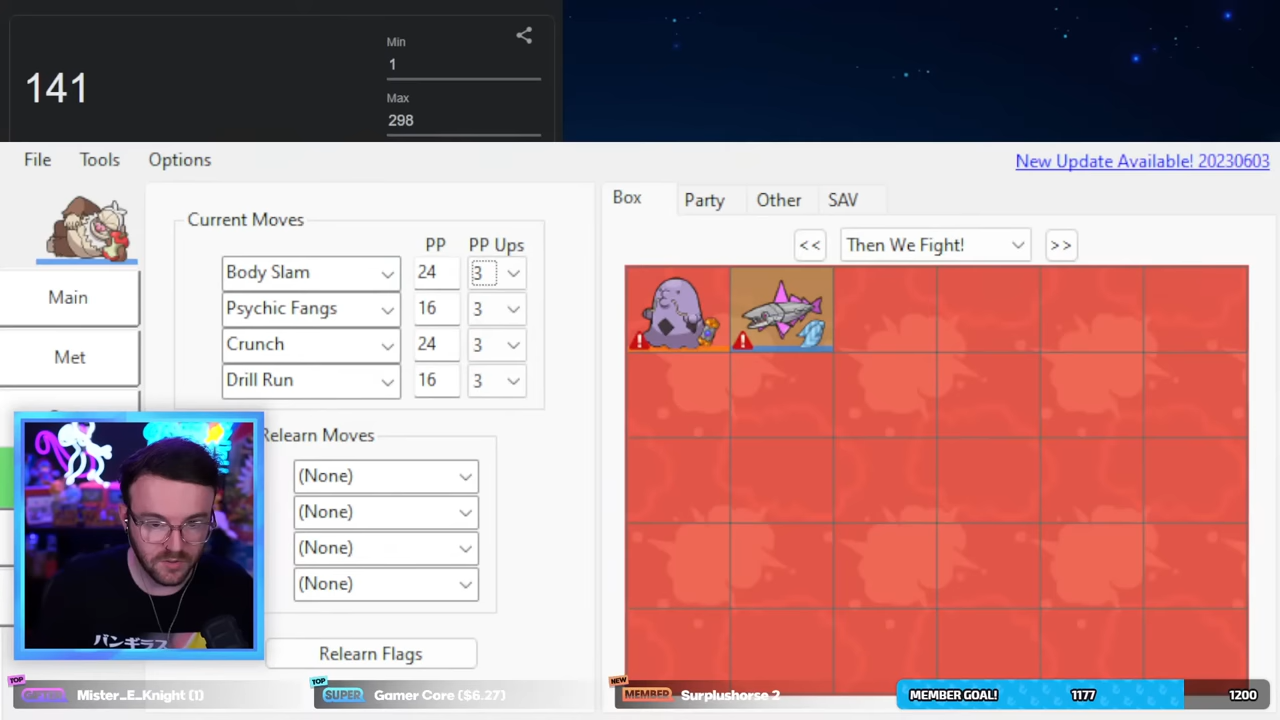 Min
1
141
Max
298
File Tools Options
New Update Available! 20230603
Box Party Other SAV
Current Moves
PP PP Ups
<< Then We Fight! >>
Body Slam 24 3
Main
Psychic Fangs 16 3
Crunch 24 3
Met
Drill Run 16 3
Relearn Moves
(None)
(None)
(None)
(None)
バンギラス
Relearn Flags
TOP Mister_E_Knight (1)
TOP SUPER Gamer Core ($6.27)
NEW MEMBER Surplushorse 2
MEMBER GOAL! 1177 1200